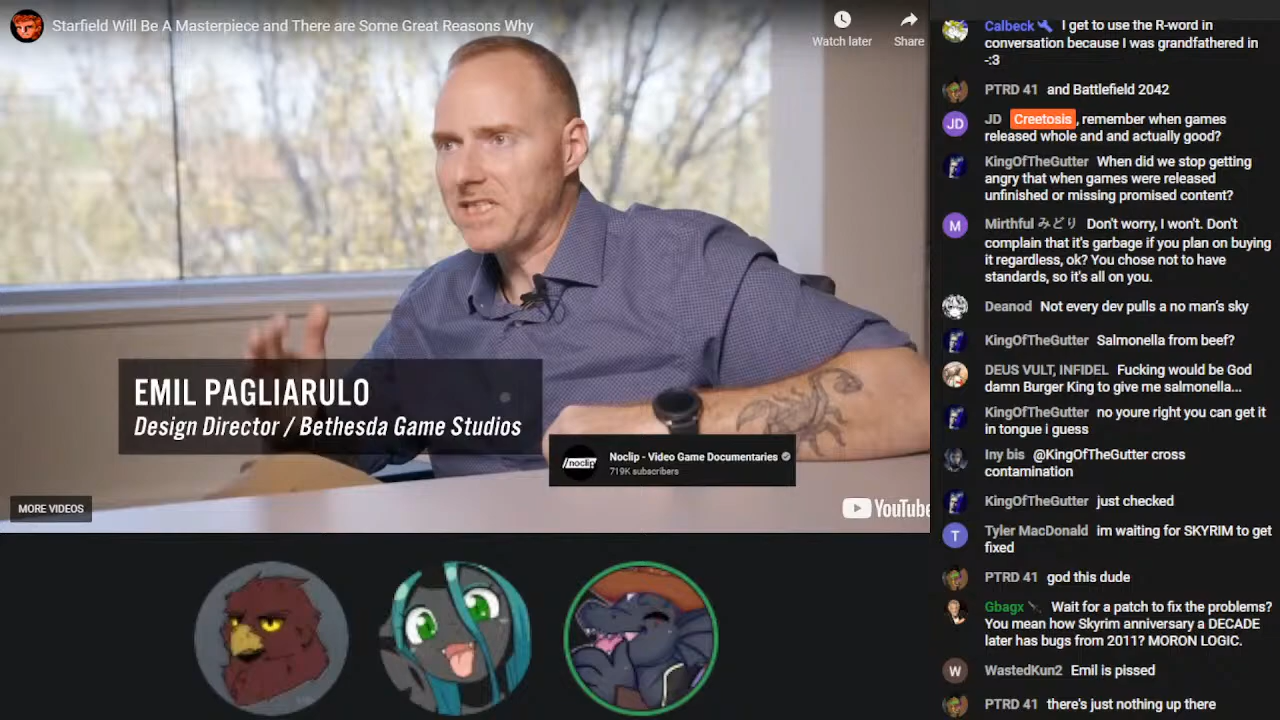 Starfield Will Be A Masterpiece and There are Some Great Reasons Why
Watch later
Share
EMIL PAGLIARULO
Design Director / Bethesda Game Studios
/noclip
Noclip - Video Game Documentaries
719K subscribers
MORE VIDEOS
YouTube
Calbeck I get to use the R-word in
conversation because I was grandfathered in
-:3
PTRD 41 and Battlefield 2042
JD JD Creetosis, remember when games
released whole and and actually good?
KingOfTheGutter When did we stop getting
angry that when games were released
unfinished or missing promised content?
M Mirthful みどり Don't worry, I won't. Don't
complain that it's garbage if you plan on buying
it regardless, ok? You chose not to have
standards, so it's all on you.
Deanod Not every dev pulls a no man's sky
KingOfTheGutter Salmonella from beef?
DEUS VULT, INFIDEL Fucking would be God
damn Burger King to give me salmonella...
KingOfTheGutter no youre right you can get it
in tongue i guess
Iny bis @KingOfTheGutter cross
contamination
KingOfTheGutter just checked
T Tyler MacDonald im waiting for SKYRIM to get
fixed
PTRD 41 god this dude
Gbagx Wait for a patch to fix the problems?
You mean how Skyrim anniversary a DECADE
later has bugs from 2011? MORON LOGIC.
W WastedKun2 Emil is pissed
PTRD 41 there's just nothing up there